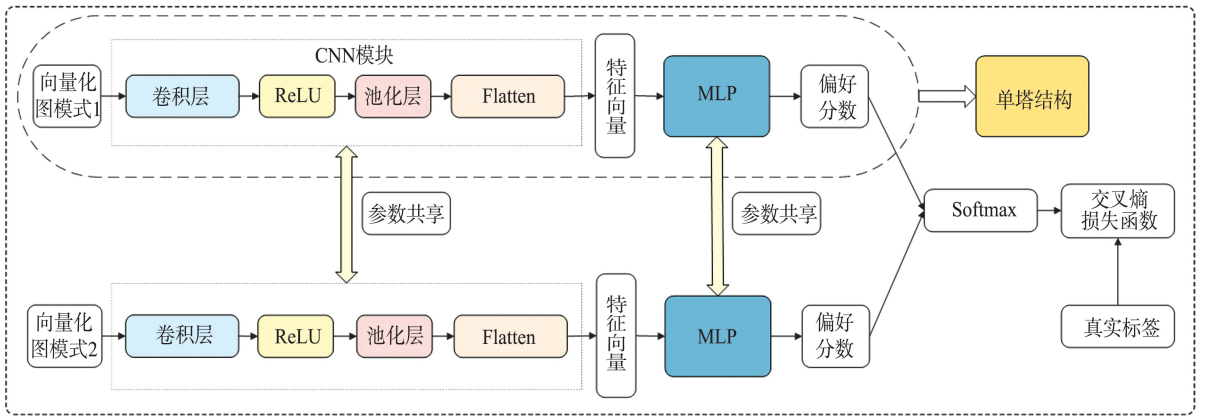 CNN模块
向量化
图模式1
卷积层
ReLU
池化层
Flatten
特征向量
MLP
偏好
分数
单塔结构
参数共享
参数共享
Softmax
交叉熵
损失函数
向量化
图模式2
卷积层
ReLU
池化层
Flatten
特征向量
MLP
偏好
分数
真实标签